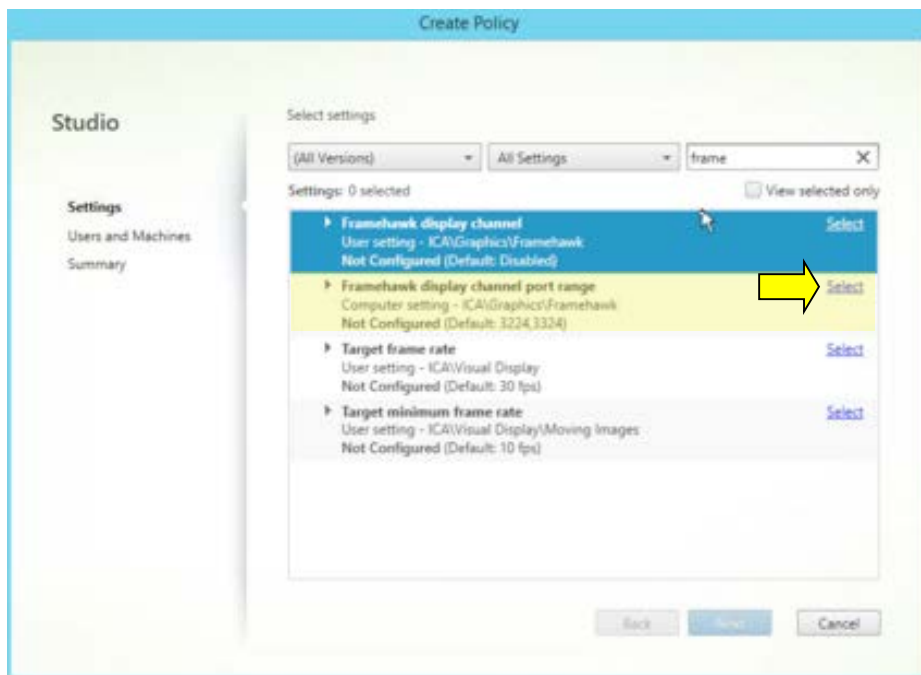 Create Policy
Studio
Settings
Users and Machines
Summary
Select settings
(All Versions)
All Settings
frame
Settings: 0 selected
View selected only
Framehawk display channel
Select
User setting - ICA\Graphics\Framehawk
Not Configured (Default: Disabled)
Framehawk display channel port range
Select
Computer setting - ICA\Graphics\Framehawk
Not Configured (Default: 3224,3324)
Target frame rate
Select
User setting - ICA\Visual Display
Not Configured (Default: 30 fps)
Target minimum frame rate
Select
User setting - ICA\Visual Display\Moving Images
Not Configured (Default: 10 fps)
Back
Next
Cancel